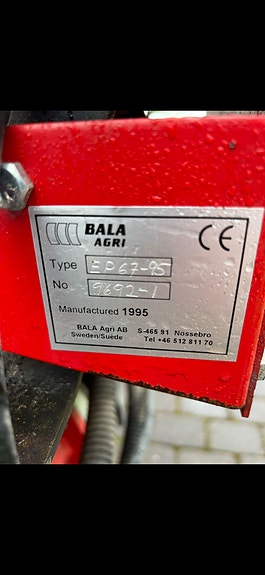 BALA
AGRI
CE
Type EP67-95
No 9692-1
Manufactured 1995
BALA Agri AB S-465 91 Nossebro
Sweden/Suède Tel +46 512 811 70